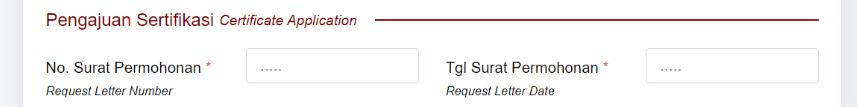 Pengajuan Sertifikasi Certificate Application
No. Surat Permohonan * ..... Tgl Surat Permohonan * .....
Request Letter Number Request Letter Date